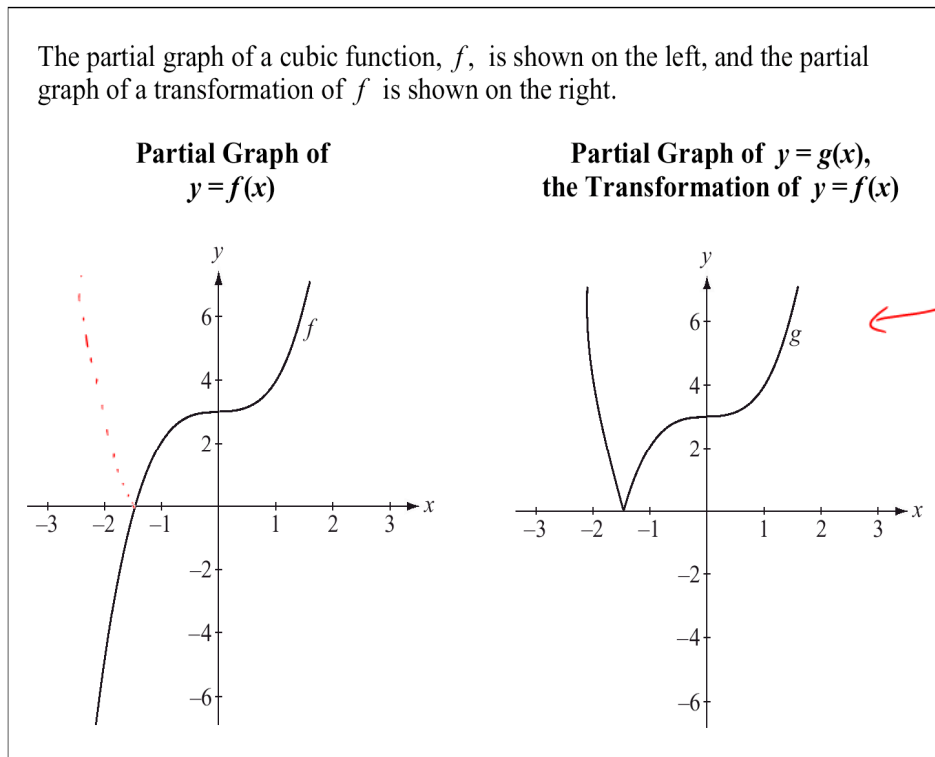 The partial graph of a cubic function, f, is shown on the left, and the partial
graph of a transformation of f is shown on the right.
Partial Graph of
y = f(x)
Partial Graph of y = g(x),
the Transformation of y = f(x)
y
6
f
4
2
–3 –2 –1 1 2 3 x
–2
–4
–6
y
6
g
4
2
–3 –2 –1 1 2 3 x
–2
–4
–6